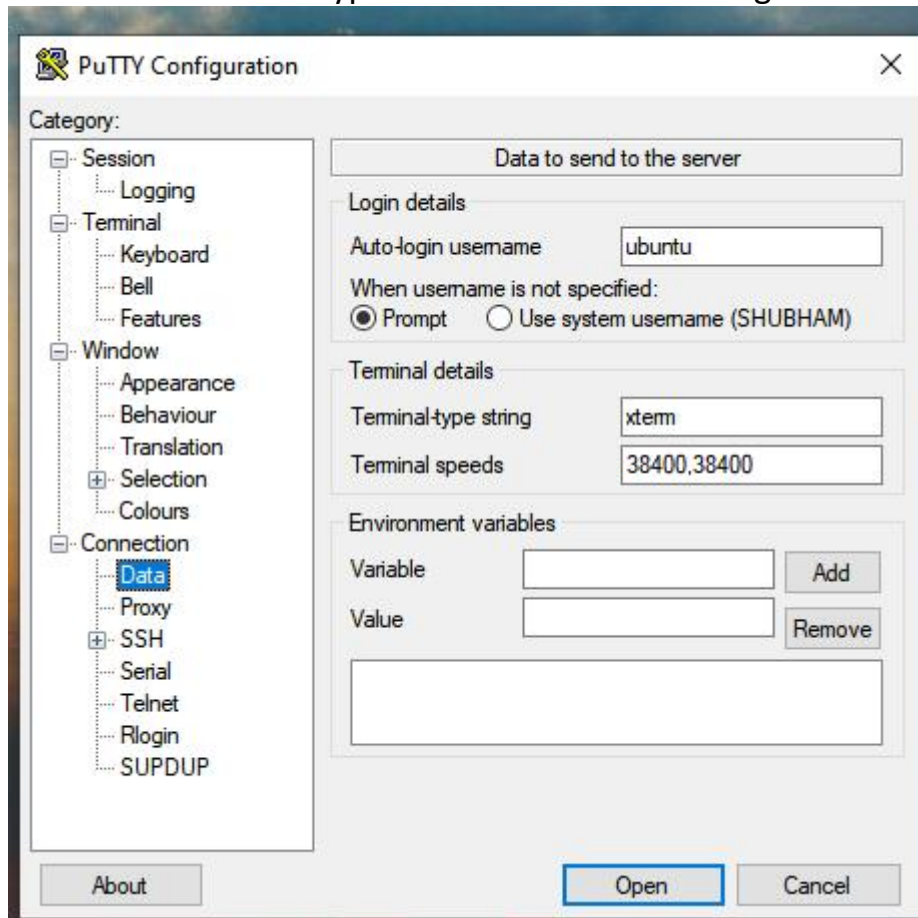 PuTTY Configuration
Category:
Session
Logging
Terminal
Keyboard
Bell
Features
Window
Appearance
Behaviour
Translation
Selection
Colours
Connection
Data
Proxy
SSH
Serial
Telnet
Rlogin
SUPDUP
Data to send to the server
Login details
Auto-login username ubuntu
When username is not specified:
Prompt Use system username (SHUBHAM)
Terminal details
Terminal-type string xterm
Terminal speeds 38400,38400
Environment variables
Variable Add
Value Remove
About Open Cancel